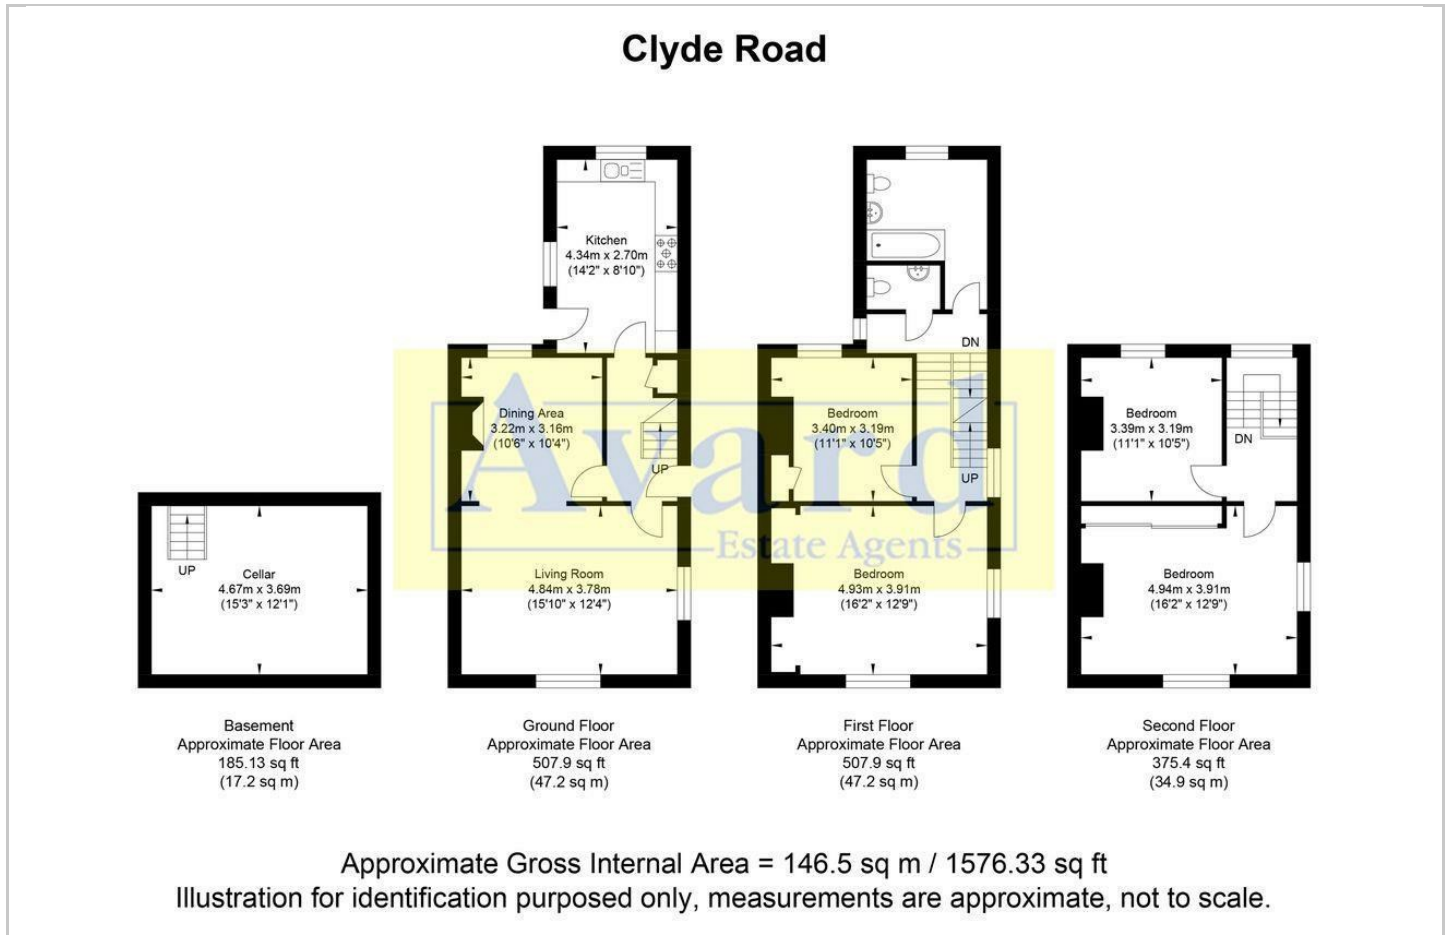 Clyde Road
Kitchen
4.34m x 2.70m
(14'2" x 8'10")
DN
Dining Area
3.22m x 3.16m
(10'6" x 10'4")
UP
Bedroom
3.40m x 3.19m
(11'1" x 10'5")
UP
Bedroom
3.39m x 3.19m
(11'1" x 10'5")
DN
Avard
Estate Agents
UP
Cellar
4.67m x 3.69m
(15'3" x 12'1")
Living Room
4.84m x 3.78m
(15'10" x 12'4")
Bedroom
4.93m x 3.91m
(16'2" x 12'9")
Bedroom
4.94m x 3.91m
(16'2" x 12'9")
Basement
Approximate Floor Area
185.13 sq ft
(17.2 sq m)
Ground Floor
Approximate Floor Area
507.9 sq ft
(47.2 sq m)
First Floor
Approximate Floor Area
507.9 sq ft
(47.2 sq m)
Second Floor
Approximate Floor Area
375.4 sq ft
(34.9 sq m)
Approximate Gross Internal Area = 146.5 sq m / 1576.33 sq ft
Illustration for identification purposed only, measurements are approximate, not to scale.